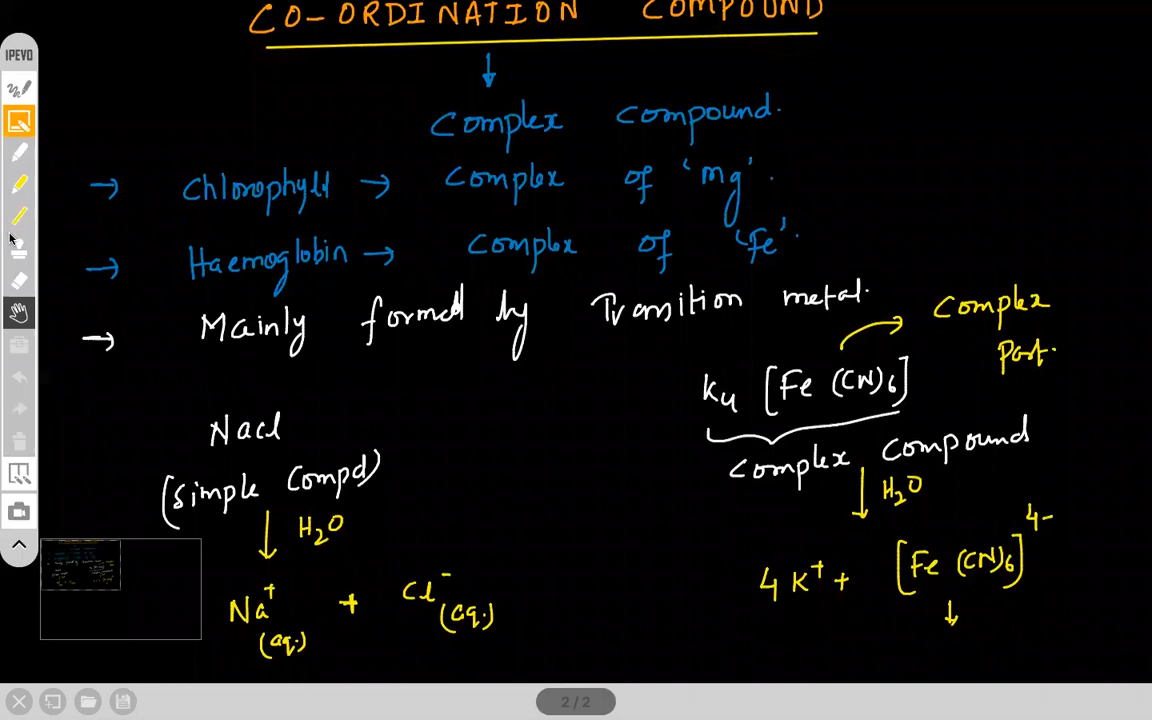 CO-ORDINATION COMPOUND
IPEVO
↓
Complex Compound.
→ Chlorophyll → Complex of 'Mg'.
→ Haemoglobin → Complex of 'Fe'.
→ Mainly formed by Transition metal.
Complex
Part.
K4 [Fe (CN)6]
NaCl
Complex Compound
(Simple Compd)
↓ H2O
↓ H2O
4 K⁺ + [Fe (CN)6]⁴⁻
↓
Na⁺(aq.) + Cl⁻(aq.)
2/2